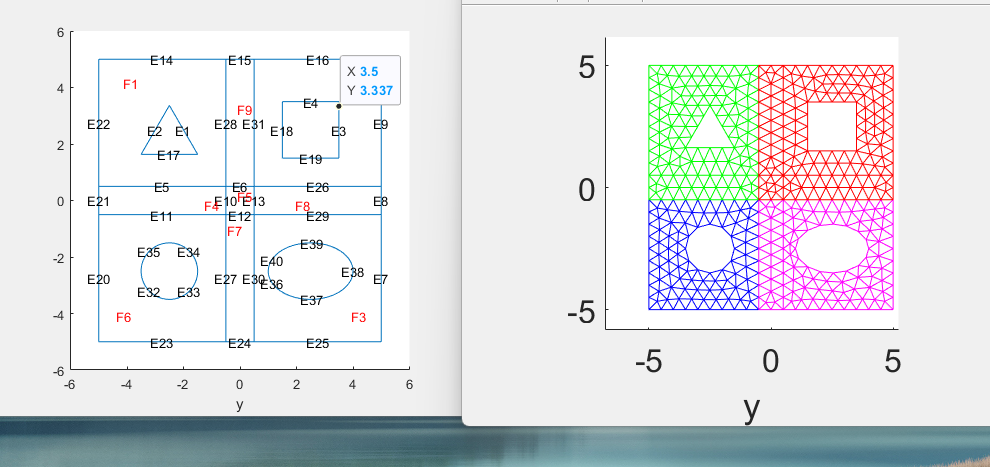 6
E14 E15 E16
X 3.5
Y 3.337
F1
4
E4
F9
E22 E2 E1 E28 E31 E18 E3 E9
2
E17 E19
E5 E6 E26
0
E21 F4 E10 F5 E13 F8 E8
E11 E12 E29
F7
-2
E35 E34 E39
E40
E20 E27 E30 E36 E38 E7
E32 E33 E37
-4
F6 F3
E23 E24 E25
-6
-6 -4 -2 0 2 4 6
y
5
0
-5
-5 0 5
y